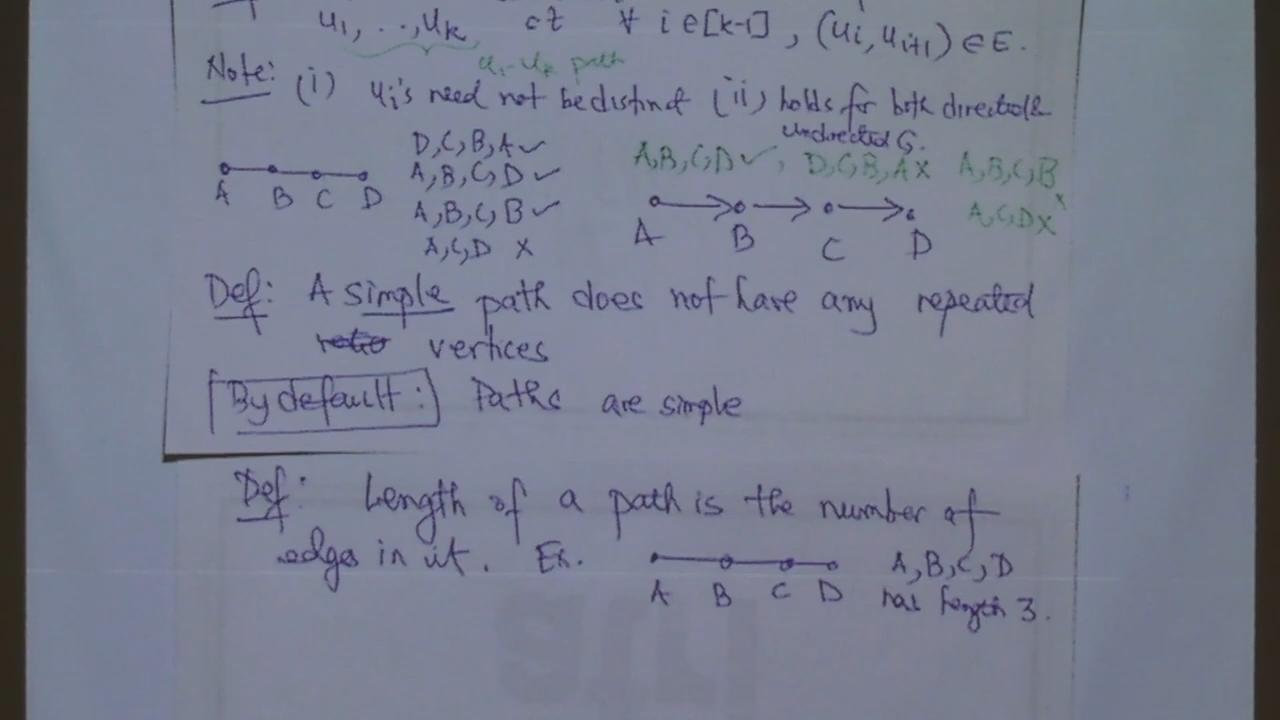 u1, ..., uk st ∀ i ∈ [k-1], (ui, ui+1) ∈ E.
u1-uk path
Note: (i) ui's need not be distinct (ii) holds for both directed &
undirected G.
D,C,B,A ✓
A,B,C,D ✓
A,B,C,B ✓
A,C,D X
A B C D
A,B,C,D ✓, D,C,B,A X A,B,C,B X
A,C,D X
A B C D
Def: A simple path does not have any repeated
vertices
By default: Paths are simple
Def: Length of a path is the number of
edges in it. Ex. A,B,C,D
A B C D has length 3.